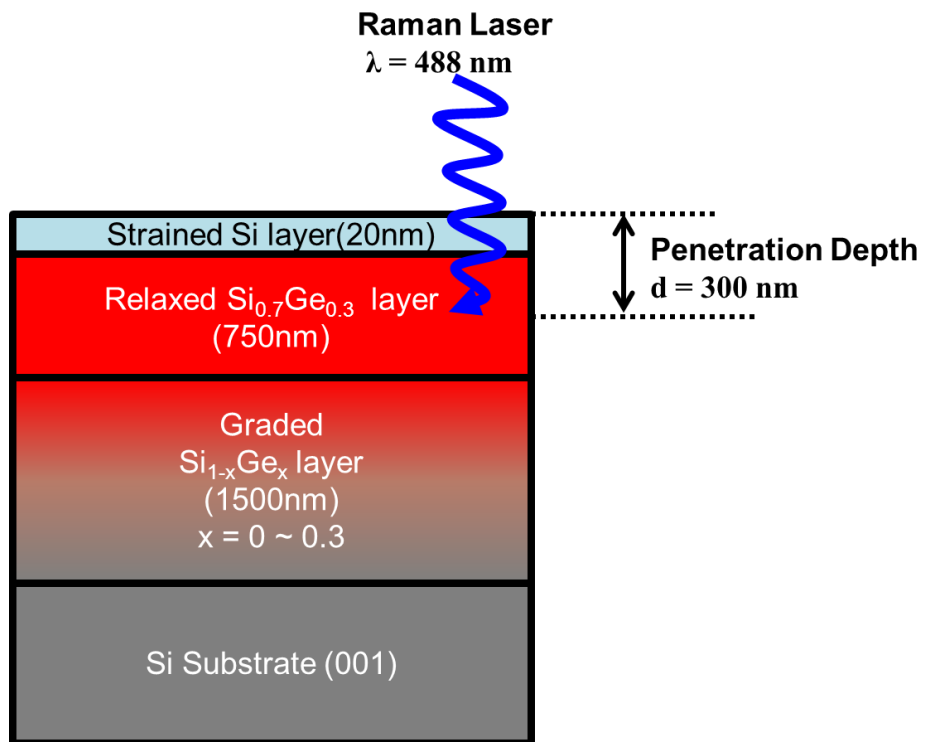 Raman Laser
λ = 488 nm
Strained Si layer(20nm)
Penetration Depth
d = 300 nm
Relaxed Si₀.₇Ge₀.₃ layer
(750nm)
Graded
Si₁₋ₓGeₓ layer
(1500nm)
x = 0 ~ 0.3
Si Substrate (001)